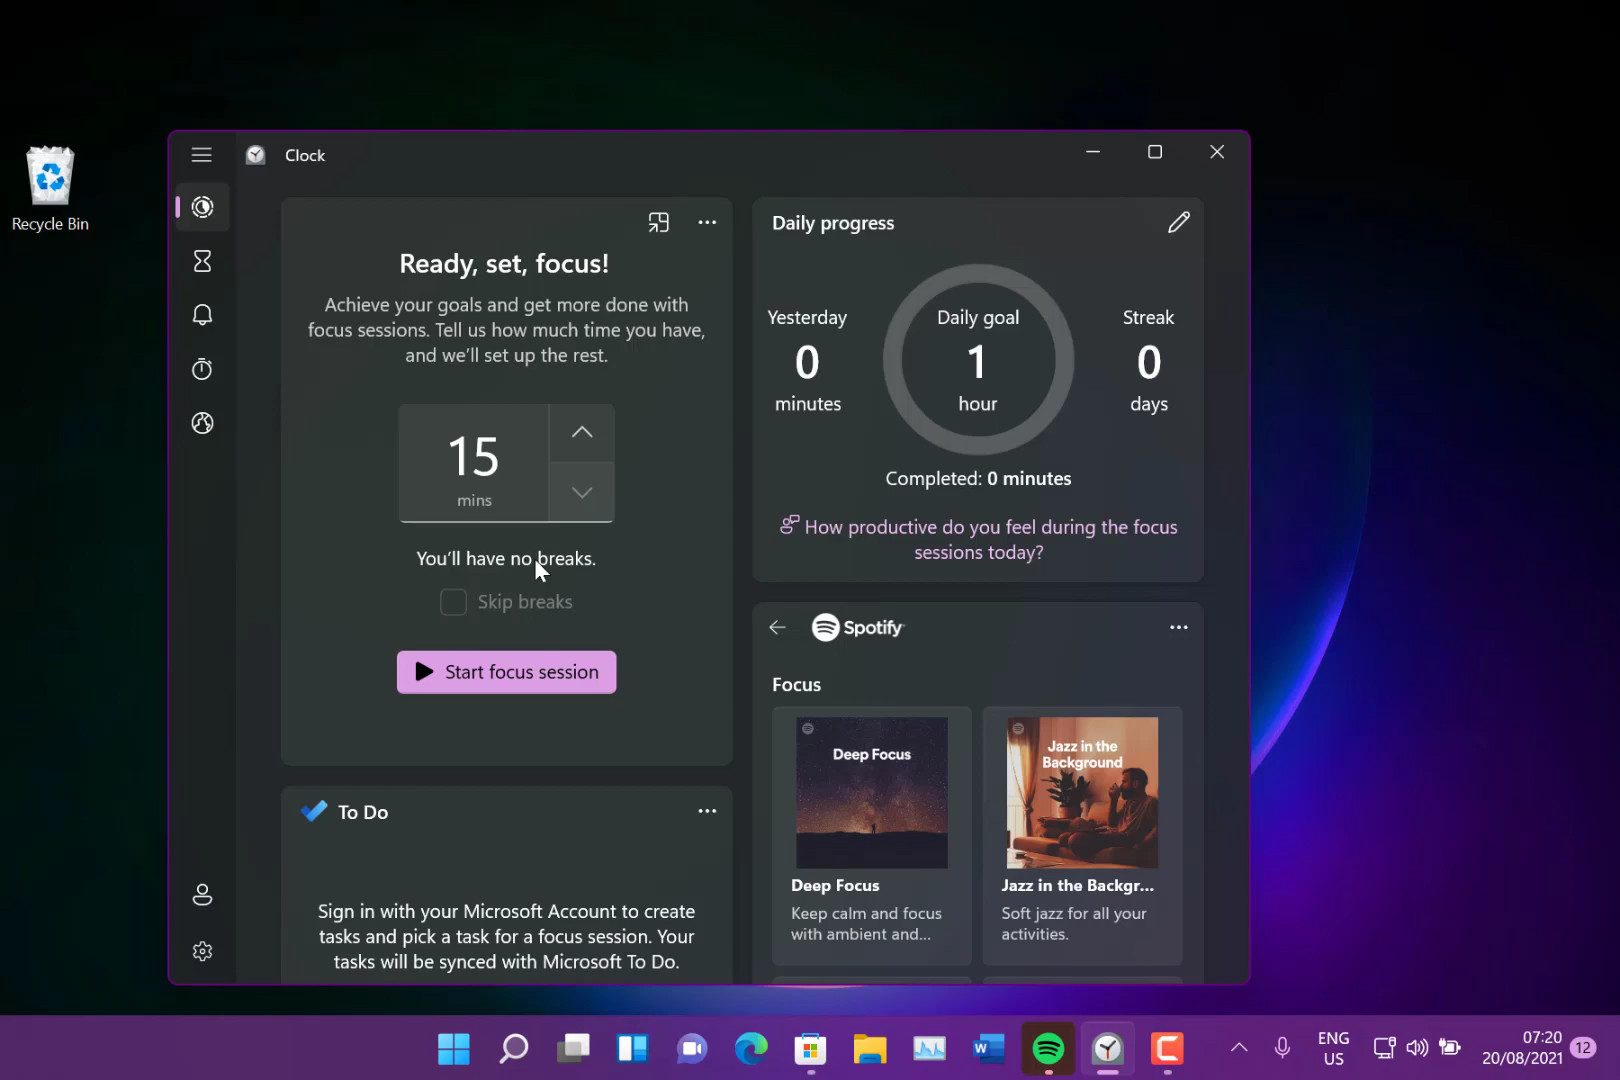 Recycle Bin
Clock
Ready, set, focus!
Achieve your goals and get more done with
focus sessions. Tell us how much time you have,
and we'll set up the rest.
15
mins
You'll have no breaks.
Skip breaks
Start focus session
To Do
Sign in with your Microsoft Account to create
tasks and pick a task for a focus session. Your
tasks will be synced with Microsoft To Do.
Daily progress
Yesterday
0
minutes
Daily goal
1
hour
Streak
0
days
Completed: 0 minutes
How productive do you feel during the focus
sessions today?
Spotify
Focus
Deep Focus
Deep Focus
Keep calm and focus
with ambient and...
Jazz in the
Background
Jazz in the Backgr...
Soft jazz for all your
activities.
W
ENG
US
07:20
20/08/2021
12